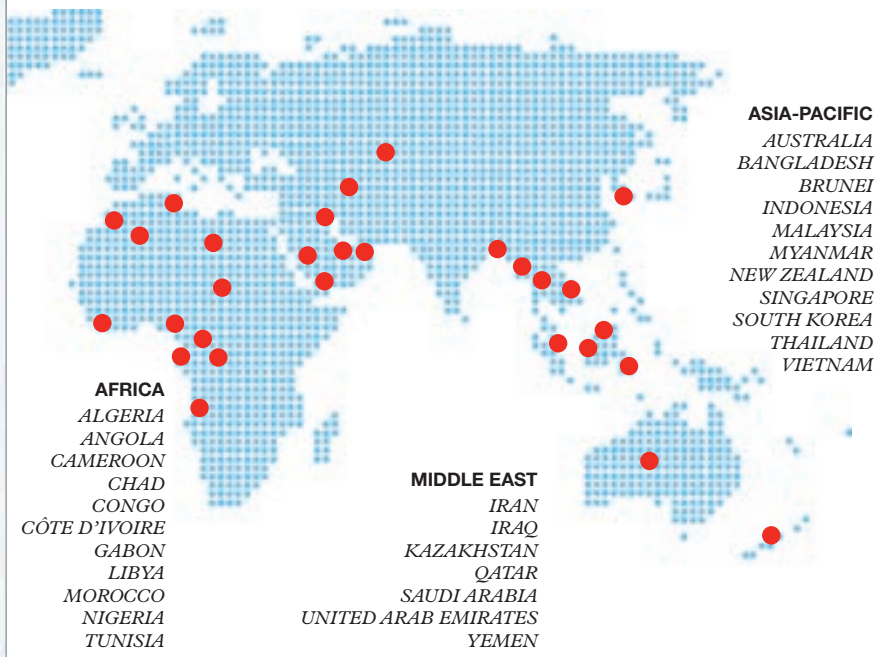 ASIA-PACIFIC
AUSTRALIA
BANGLADESH
BRUNEI
INDONESIA
MALAYSIA
MYANMAR
NEW ZEALAND
SINGAPORE
SOUTH KOREA
THAILAND
VIETNAM
AFRICA
ALGERIA
ANGOLA
CAMEROON
CHAD
CONGO
CÔTE D’IVOIRE
GABON
LIBYA
MOROCCO
NIGERIA
TUNISIA
MIDDLE EAST
IRAN
IRAQ
KAZAKHSTAN
QATAR
SAUDI ARABIA
UNITED ARAB EMIRATES
YEMEN